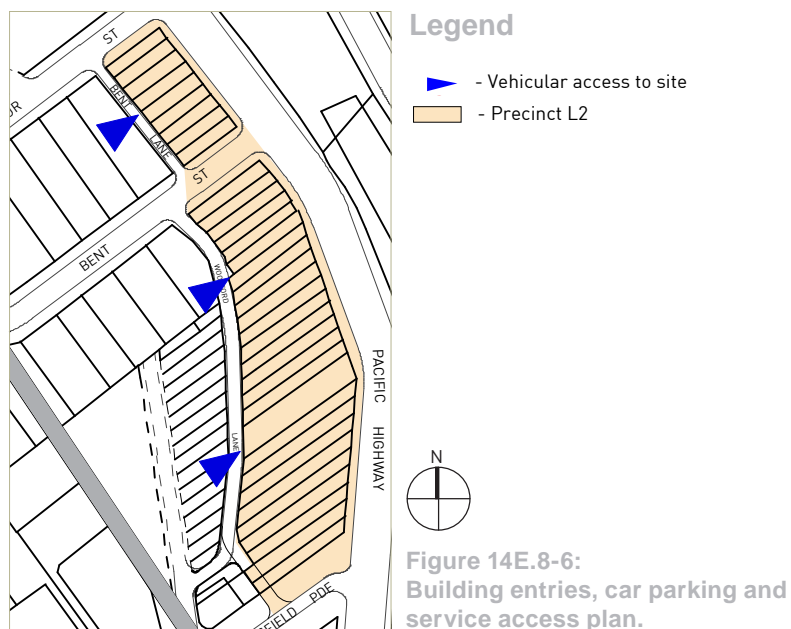 ST
Legend
- Vehicular access to site
- Precinct L2
BENT
LANE
ST
BENT
PACIFIC HIGHWAY
LANE
N
Figure 14E.8-6:
Building entries, car parking and
service access plan.
PDE